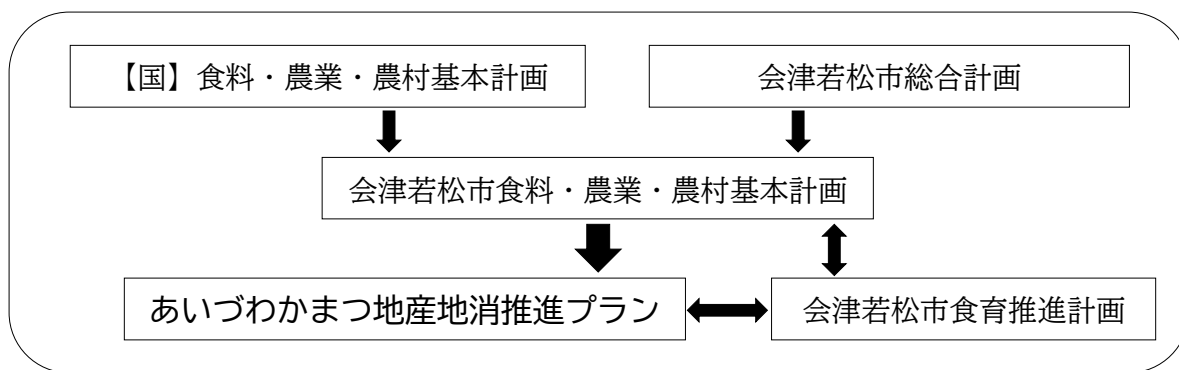 【国】食料・農業・農村基本計画
会津若松市総合計画
会津若松市食料・農業・農村基本計画
あいづわかまつ地産地消推進プラン
会津若松市食育推進計画